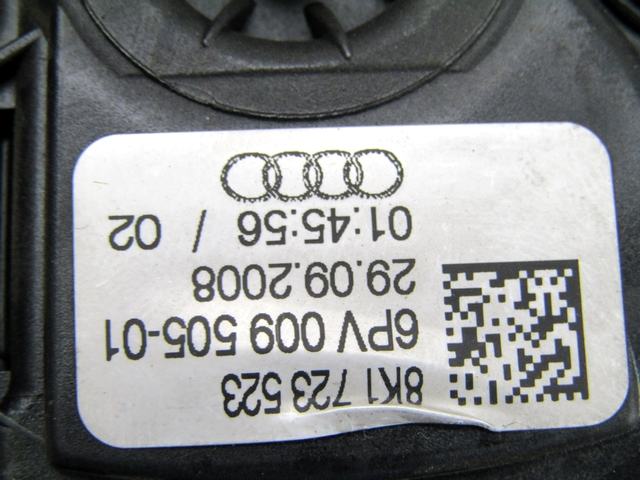 8K1 723 523
6PV 009 505-01
29.09.2008
01:45:56 / 02